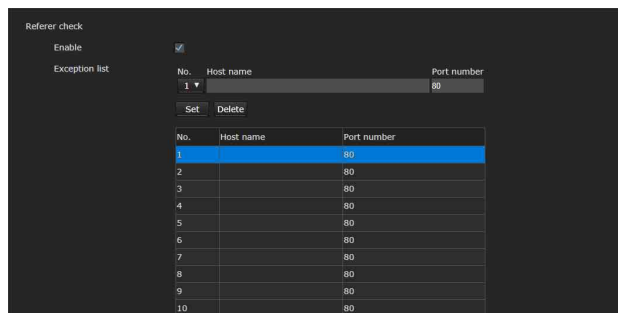 Referer check
Enable
Exception list
No. Host name Port number
1 80
Set Delete
No. Host name Port number
1 80
2 80
3 80
4 80
5 80
6 80
7 80
8 80
9 80
10 80